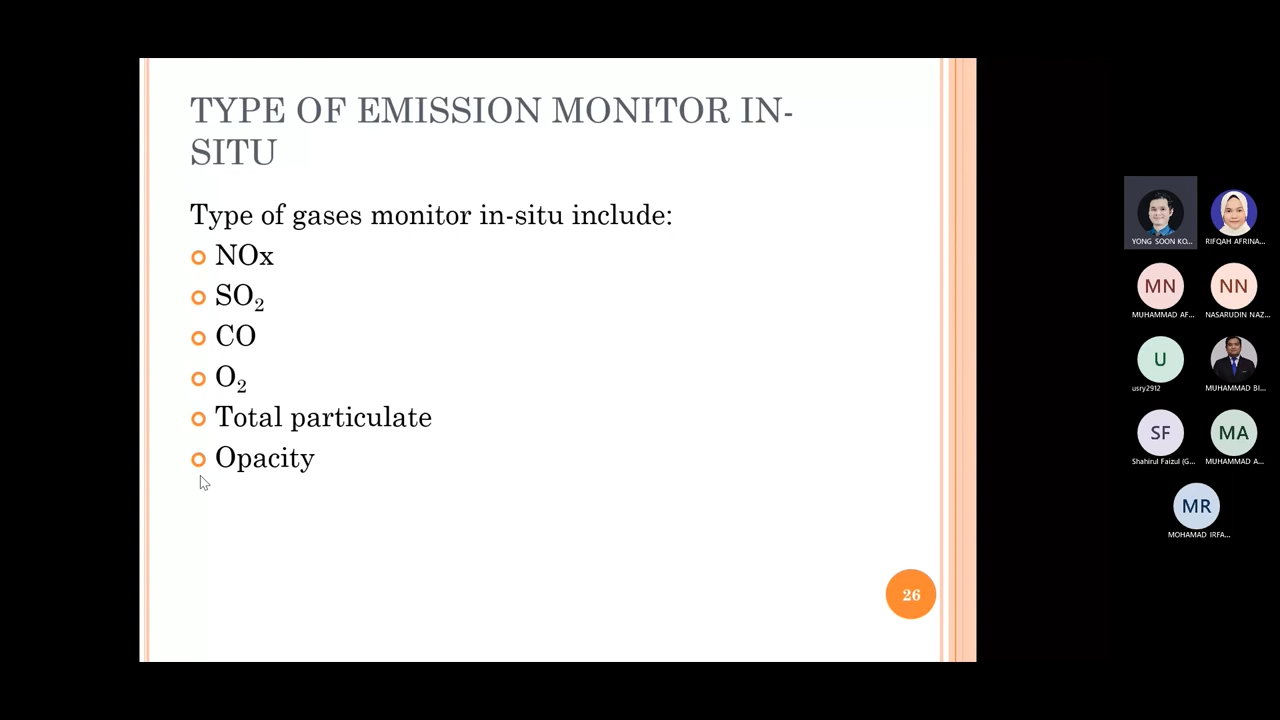 TYPE OF EMISSION MONITOR IN-
SITU
Type of gases monitor in-situ include:
NOx
SO₂
CO
O₂
Total particulate
Opacity
26
YONG SOON KO...
RIFQAH AFRINA...
MN
MUHAMMAD AF...
NN
NASARUDIN NAZ...
U
usry2912
MUHAMMAD BI...
SF
Shahirul Faizul (G...
MA
MUHAMMAD A...
MR
MOHAMAD IRFA...